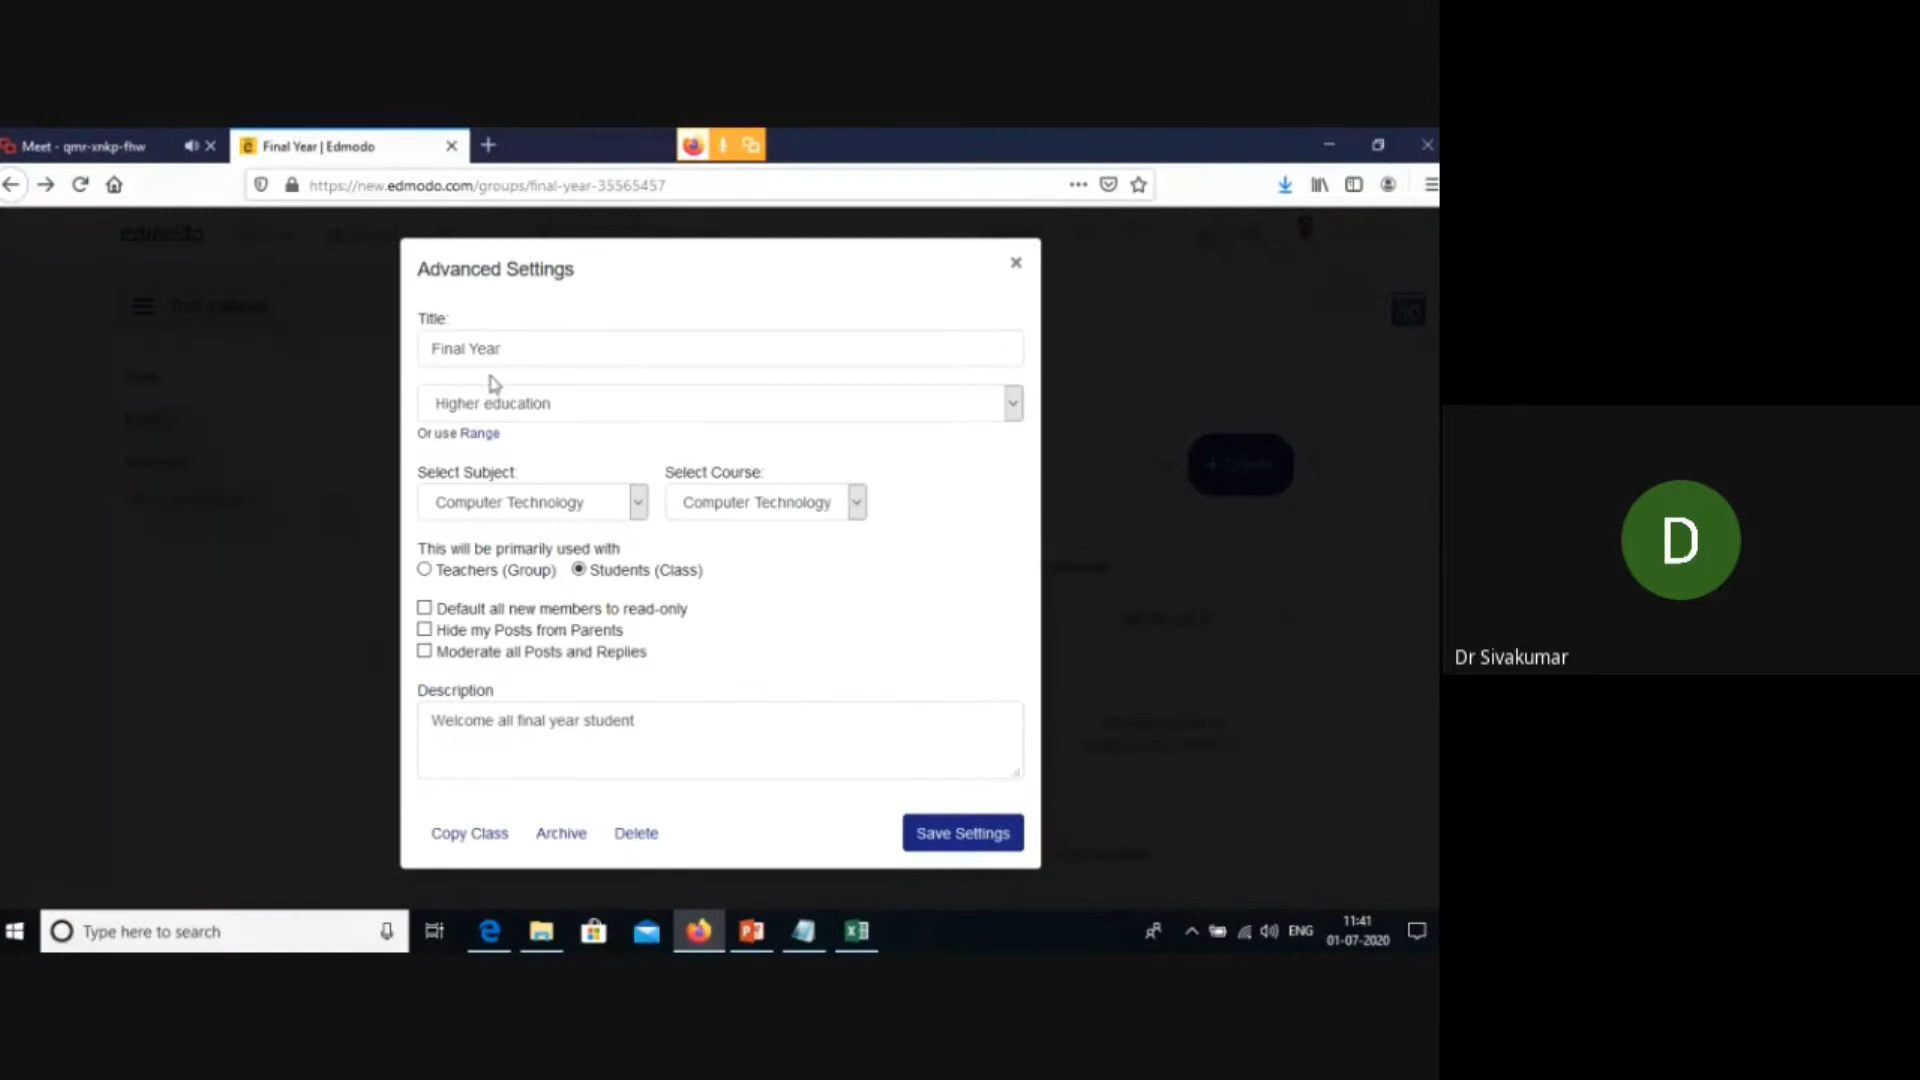 Meet - qmr-xnkp-fhw
Final Year | Edmodo
https://new.edmodo.com/groups/final-year-35565457
edmodo
Advanced Settings
Title:
Final Year
Higher education
Or use Range
Select Subject: Select Course:
Computer Technology Computer Technology
This will be primarily used with
Teachers (Group) Students (Class)
Default all new members to read-only
Hide my Posts from Parents
Moderate all Posts and Replies
Description
Welcome all final year student
Copy Class Archive Delete Save Settings
D
Dr Sivakumar
Type here to search
ENG
11:41
01-07-2020